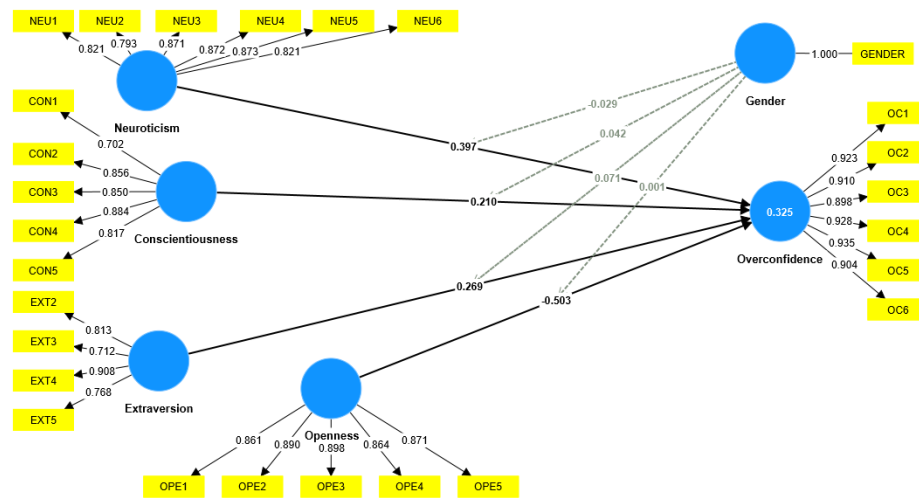 NEU1 NEU2 NEU3 NEU4 NEU5 NEU6
0.821 0.793 0.871 0.872 0.873 0.821
Neuroticism
GENDER
1.000
Gender
CON1
CON2
CON3
CON4
CON5
0.702
0.856
0.850
0.884
0.817
Conscientiousness
-0.029
0.042
0.071
0.001
0.397
0.210
0.269
-0.503
OC1
OC2
OC3
OC4
OC5
OC6
0.923
0.910
0.898
0.928
0.935
0.904
0.325
Overconfidence
EXT2
EXT3
EXT4
EXT5
0.813
0.712
0.908
0.768
Extraversion
Openness
0.861 0.890 0.898 0.864 0.871
OPE1 OPE2 OPE3 OPE4 OPE5